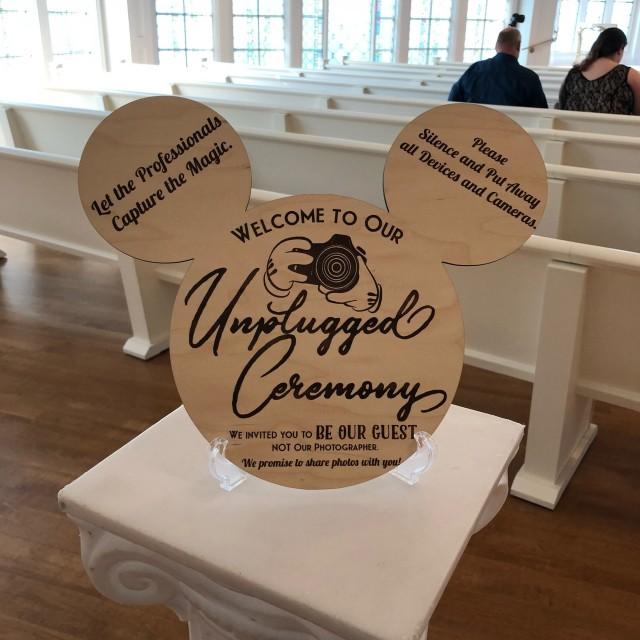 Let the Professionals
Capture the Magic.
Please
Silence and Put Away
all Devices and Cameras.
WELCOME TO OUR
Unplugged
Ceremony
WE INVITED YOU TO BE OUR GUEST
NOT OUR PHOTOGRAPHER.
We promise to share photos with you!